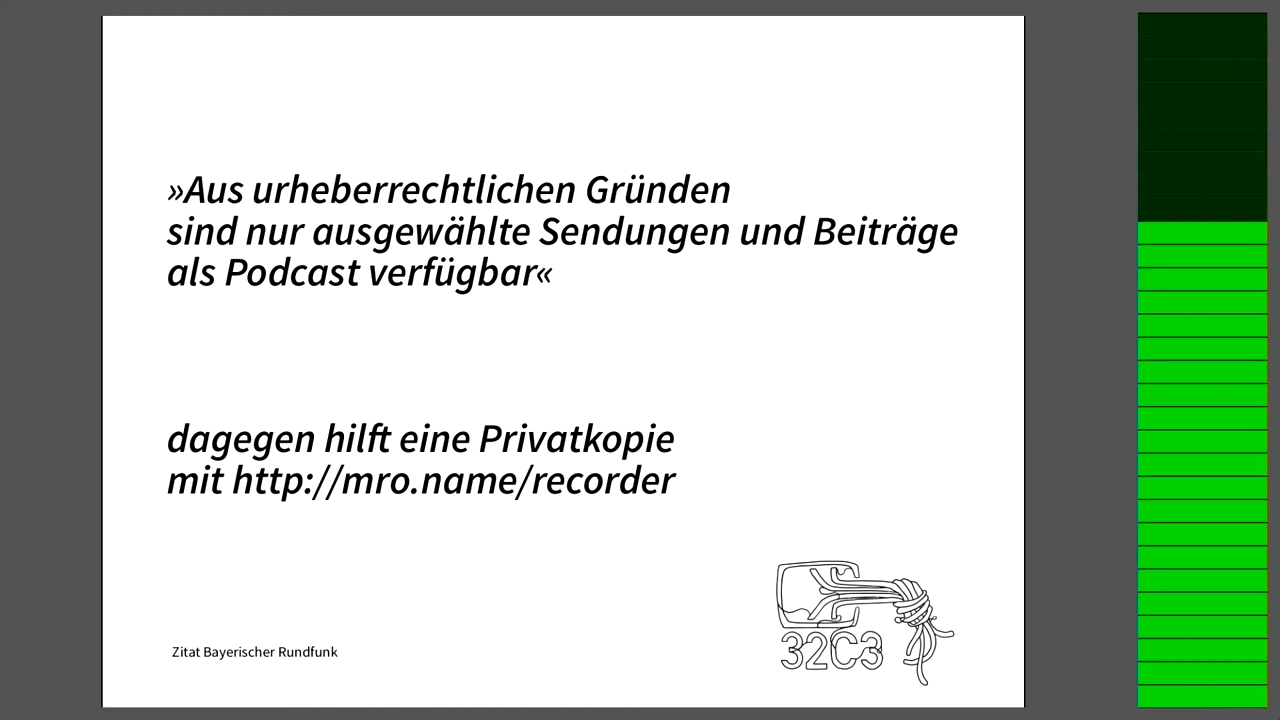 »Aus urheberrechtlichen Gründen
sind nur ausgewählte Sendungen und Beiträge
als Podcast verfügbar«
dagegen hilft eine Privatkopie
mit http://mro.name/recorder
32C3
Zitat Bayerischer Rundfunk